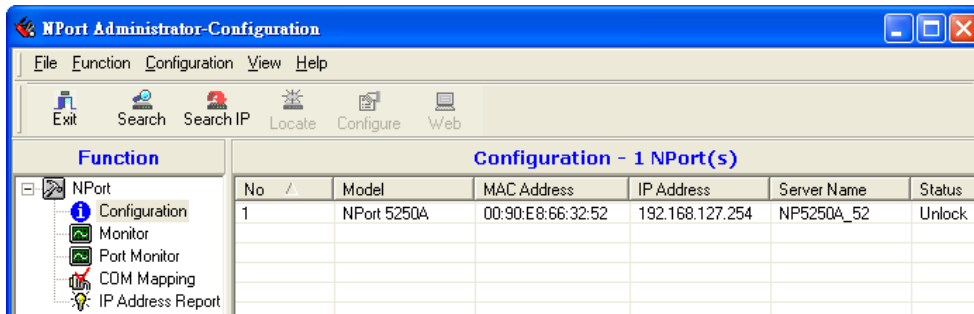 NPort Administrator-Configuration
File Function Configuration View Help
Exit Search Search IP Locate Configure Web
Function
Configuration - 1 NPort(s)
NPort
Configuration
Monitor
Port Monitor
COM Mapping
IP Address Report
No Model MAC Address IP Address Server Name Status
1 NPort 5250A 00:90:E8:66:32:52 192.168.127.254 NP5250A_52 Unlock